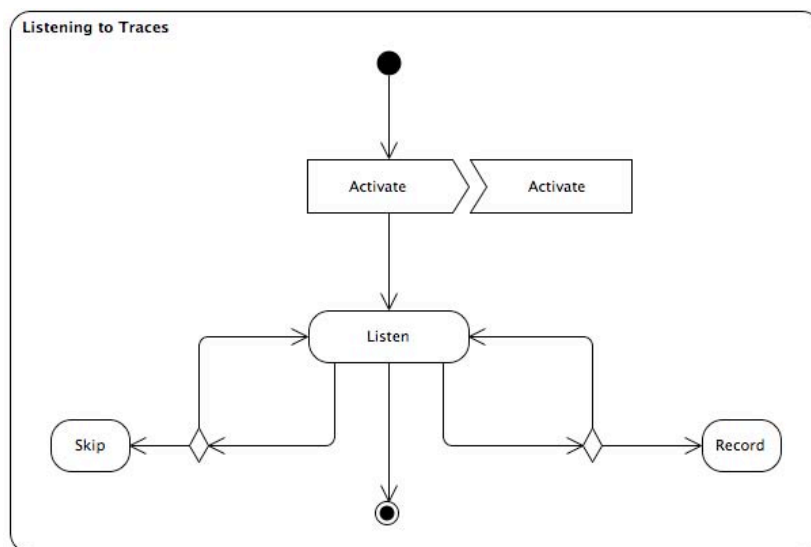 Listening to Traces
Activate
Activate
Listen
Skip
Record